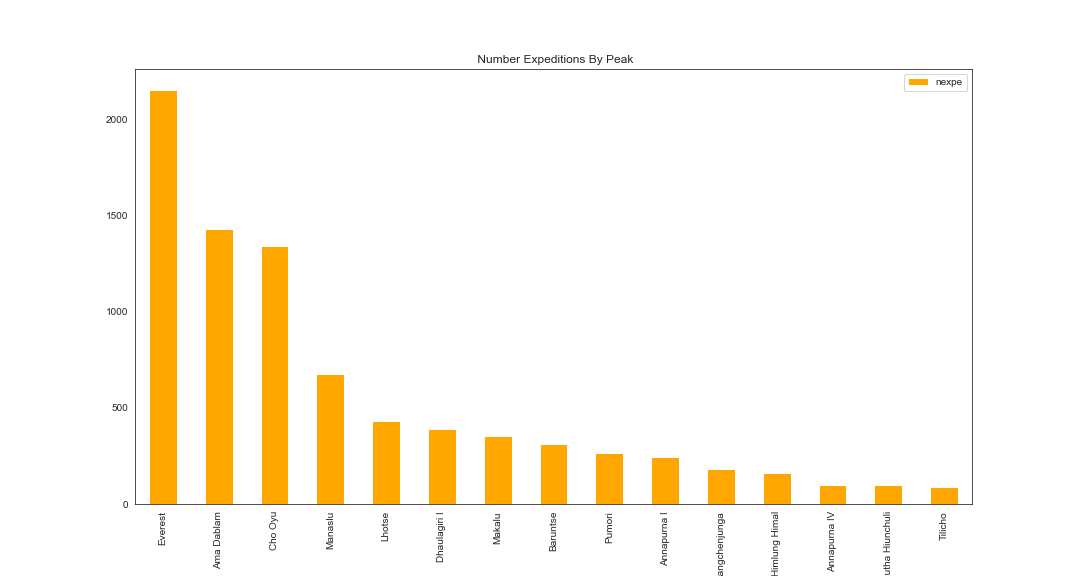 Number Expeditions By Peak
nexpe
2000
1500
1000
500
0
Everest
Ama Dablam
Cho Oyu
Manaslu
Lhotse
Dhaulagiri I
Makalu
Baruntse
Pumori
Annapurna I
angchenjunga
Himlung Himal
Annapurna IV
utha Hiunchuli
Tilicho